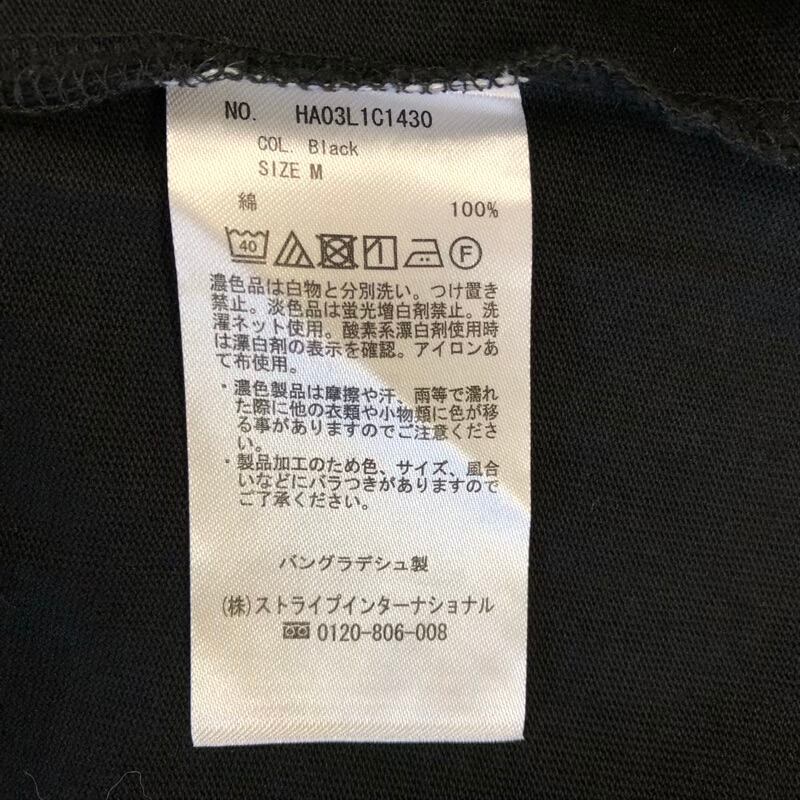 NO. HA03L1C1430
COL. Black
SIZE M
綿 100%
40 F
濃色品は白物と分別洗い。つけ置き
禁止。淡色品は蛍光増白剤禁止。洗
濯ネット使用。酸素系漂白剤使用時
は漂白剤の表示を確認。アイロンあ
て布使用。
・濃色製品は摩擦や汗、雨等で濡れ
た際に他の衣類や小物類に色が移
る事がありますのでご注意くださ
い。
・製品加工のため色、サイズ、風合
いなどにバラつきがありますので
ご了承ください。
バングラデシュ製
(株)ストライプインターナショナル
0120-806-008